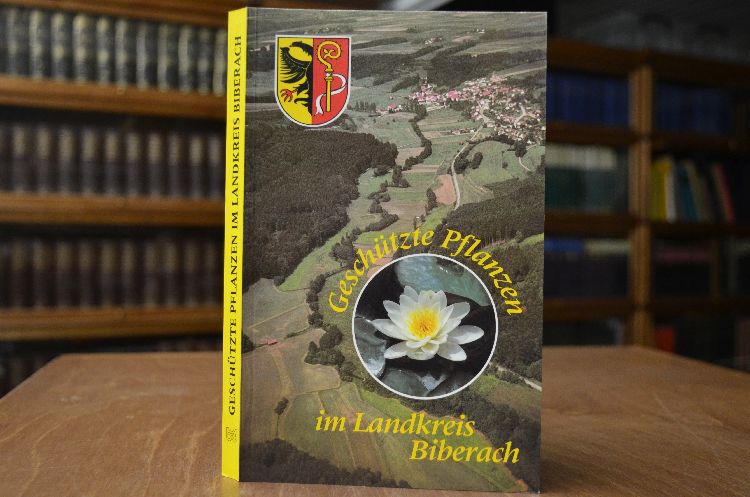 GESCHÜTZTE PFLANZEN IM LANDKREIS BIBERACH
Geschützte Pflanzen
im Landkreis
Biberach